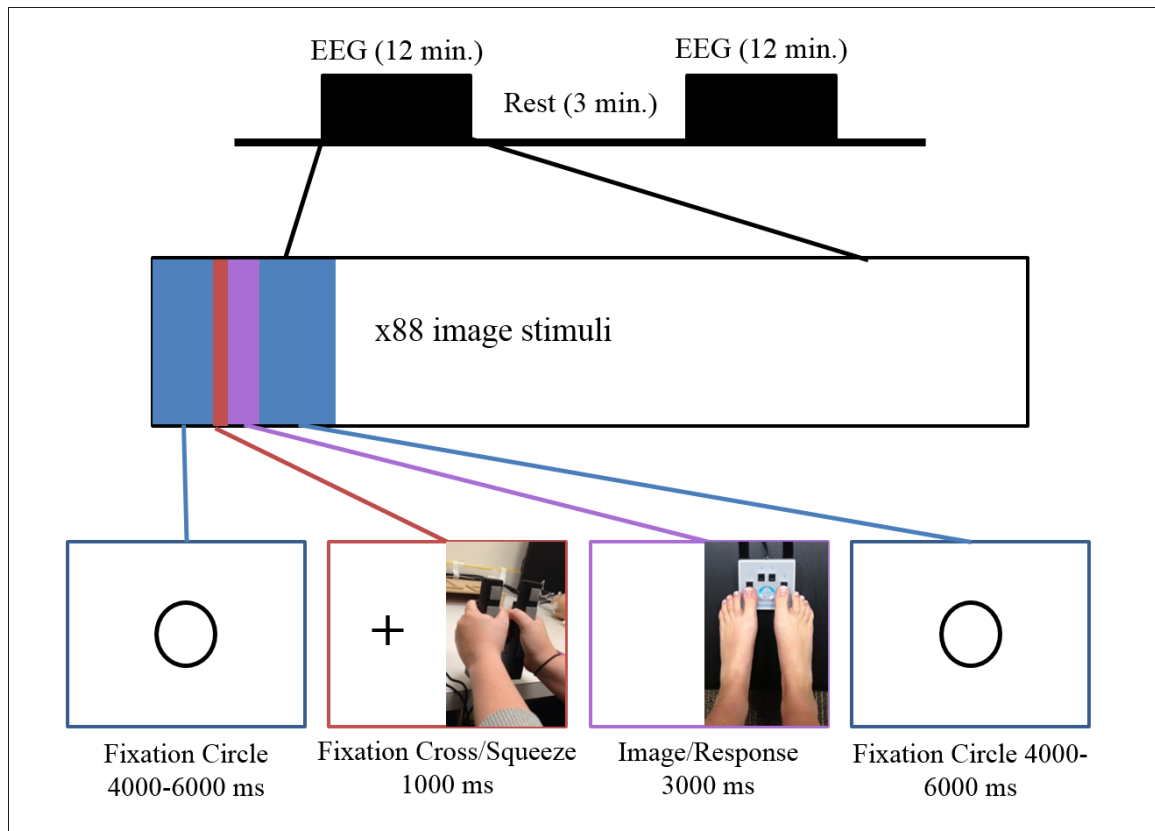 EEG (12 min.)
EEG (12 min.)
Rest (3 min.)
x88 image stimuli
Fixation Circle
4000-6000 ms
Fixation Cross/Squeeze
1000 ms
Image/Response
3000 ms
Fixation Circle 4000-
6000 ms